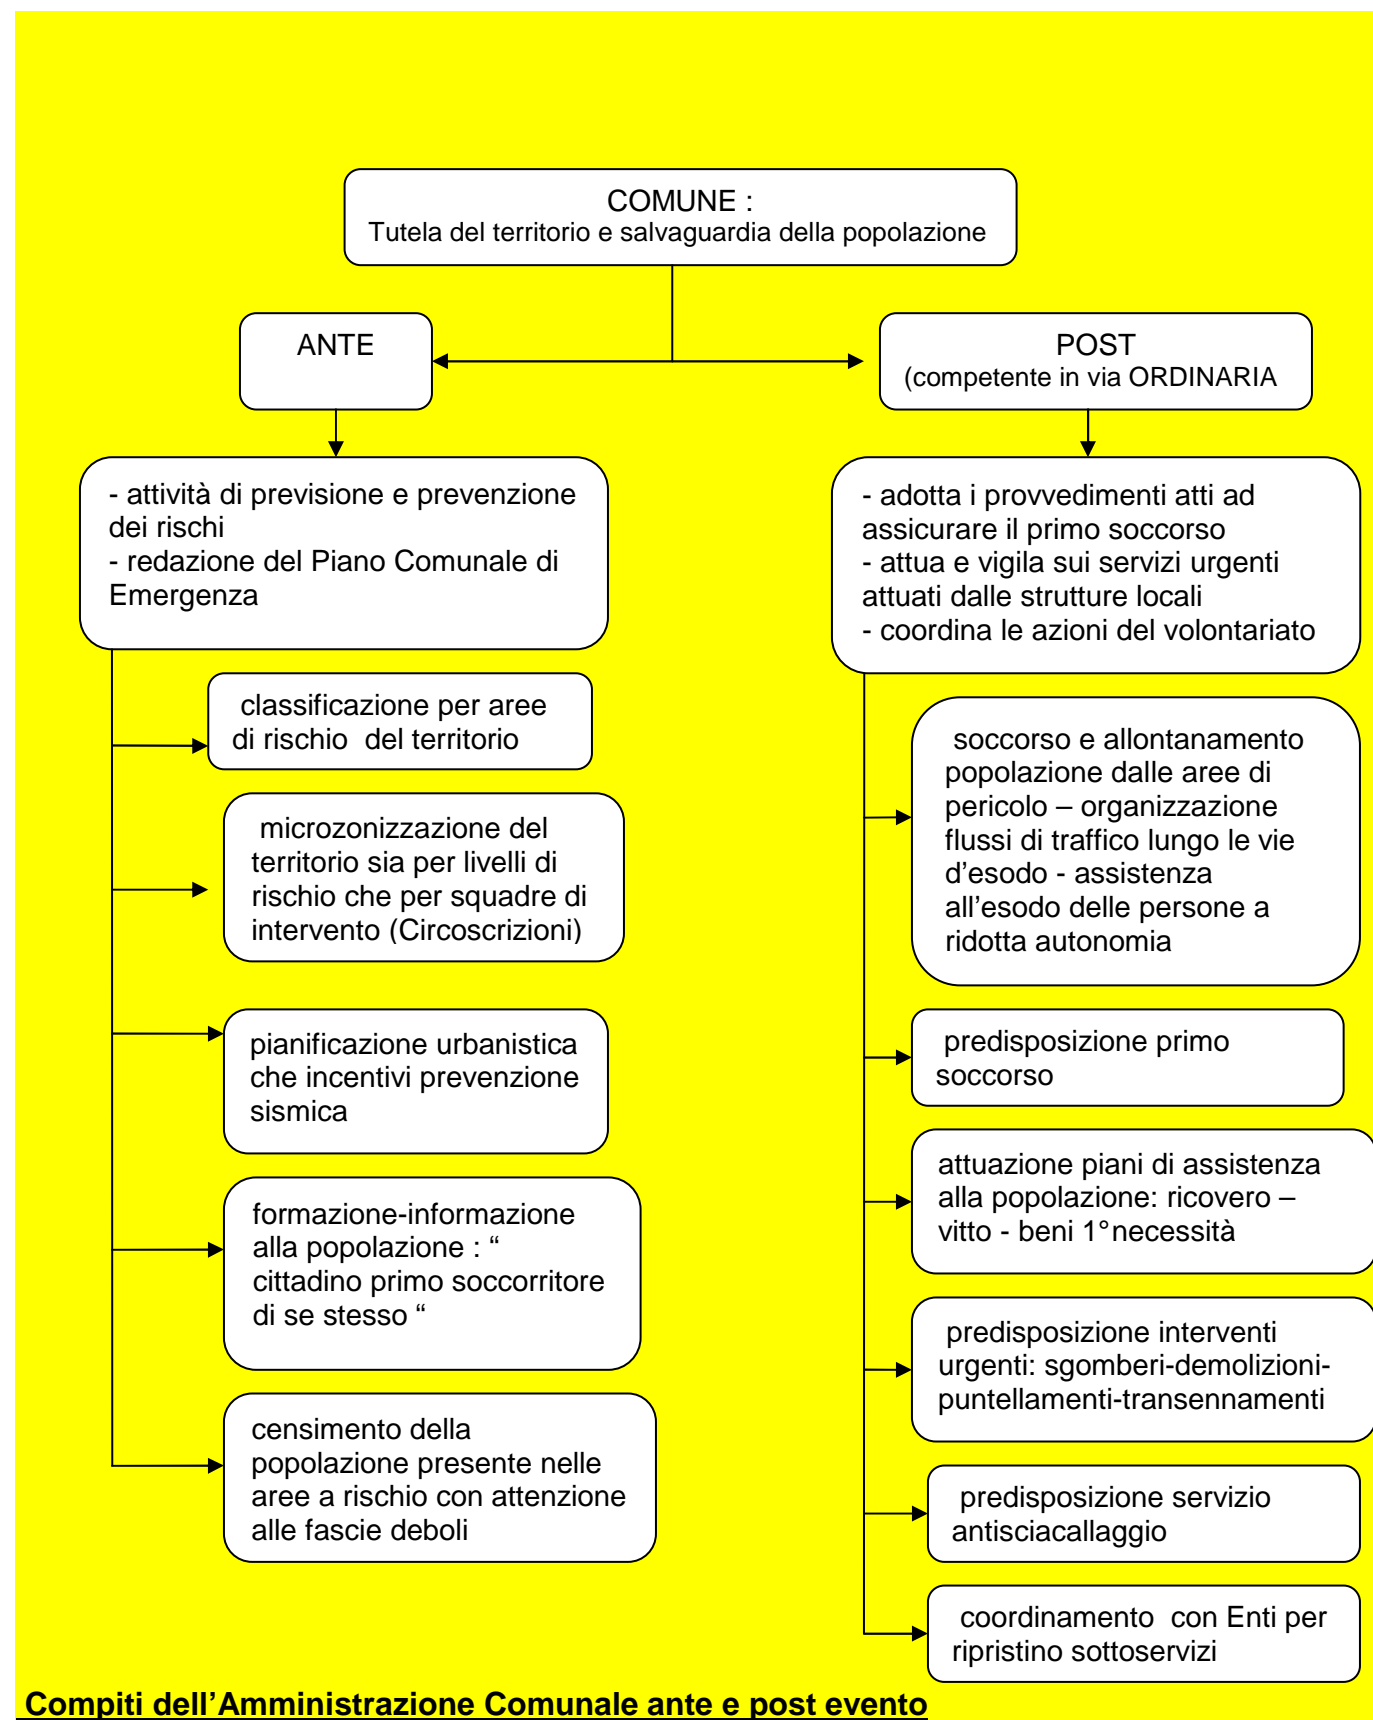 COMUNE :
Tutela del territorio e salvaguardia della popolazione
ANTE
POST
(competente in via ORDINARIA
- attività di previsione e prevenzione
dei rischi
- redazione del Piano Comunale di
Emergenza
classificazione per aree
di rischio  del territorio
microzonizzazione del
territorio sia per livelli di
rischio che per squadre di
intervento (Circoscrizioni)
pianificazione urbanistica
che incentivi prevenzione
sismica
formazione-informazione
alla popolazione : “
cittadino primo soccorritore
di se stesso “
censimento della
popolazione presente nelle
aree a rischio con attenzione
alle fascie deboli
- adotta i provvedimenti atti ad
assicurare il primo soccorso
- attua e vigila sui servizi urgenti
attuati dalle strutture locali
- coordina le azioni del volontariato
soccorso e allontanamento
popolazione dalle aree di
pericolo – organizzazione
flussi di traffico lungo le vie
d’esodo - assistenza
all’esodo delle persone a
ridotta autonomia
predisposizione primo
soccorso
attuazione piani di assistenza
alla popolazione: ricovero –
vitto - beni 1° necessità
predisposizione interventi
urgenti: sgomberi-demolizioni-
puntellamenti-transennamenti
predisposizione servizio
antisciacallaggio
coordinamento  con Enti per
ripristino sottoservizi
Compiti dell’Amministrazione Comunale ante e post evento